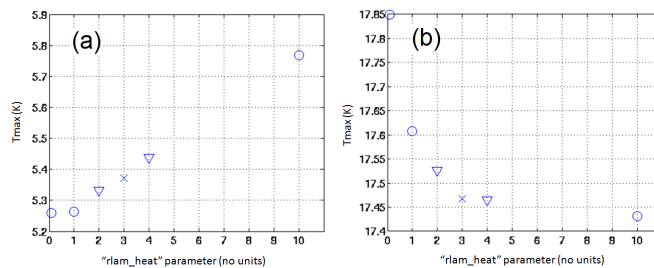 (a)
5.9
5.8
5.7
5.6
5.5
5.4
5.3
5.2
Tmax (K)
0 1 2 3 4 5 6 7 8 9 10
“rlam_heat” parameter (no units)
(b)
17.85
17.8
17.75
17.7
17.65
17.6
17.55
17.5
17.45
17.4
Tmax (K)
0 1 2 3 4 5 6 7 8 9 10
“rlam_heat” parameter (no units)